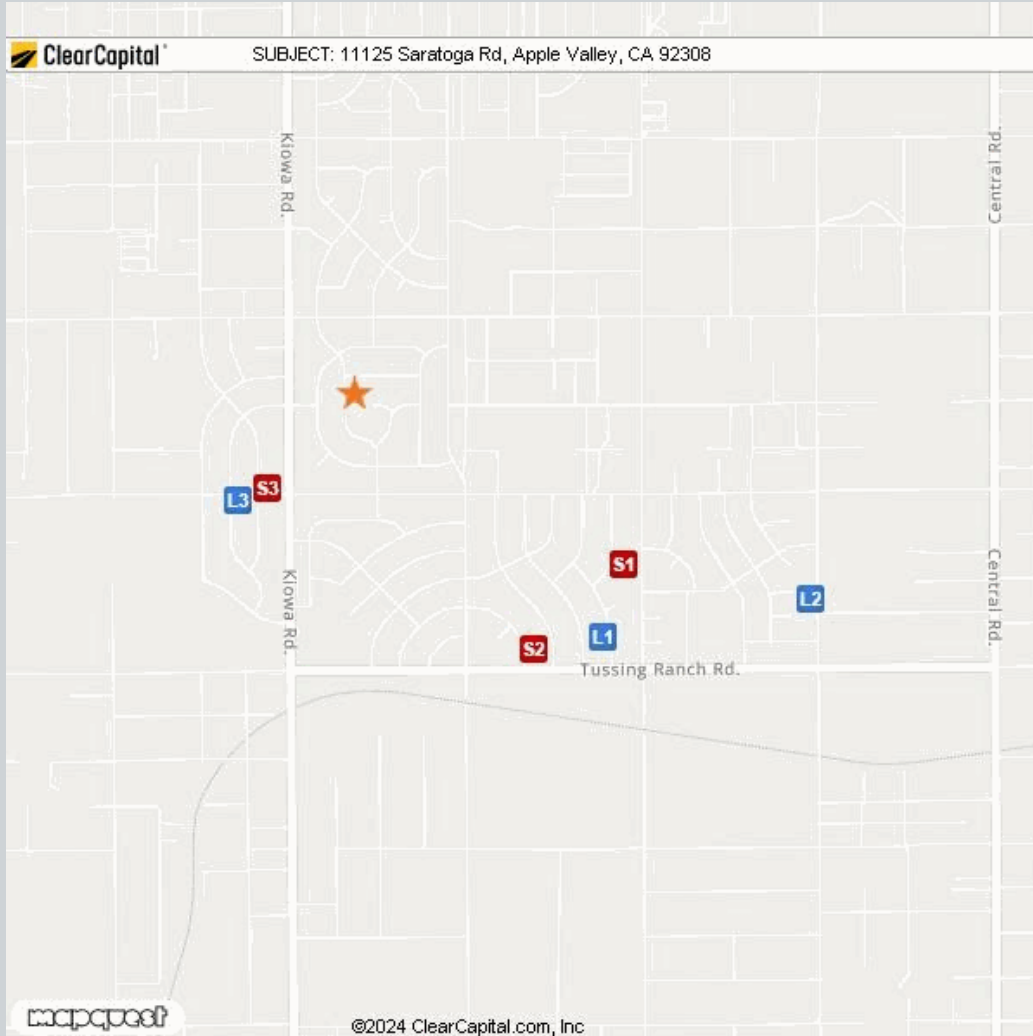 ClearCapital
SUBJECT: 11125 Saratoga Rd, Apple Valley, CA 92308
Kiowa Rd.
Central Rd.
S3
L3
S1
Kiowa Rd.
Central Rd.
L2
L1
S2
Tussing Ranch Rd.
mapquest
©2024 ClearCapital.com, Inc